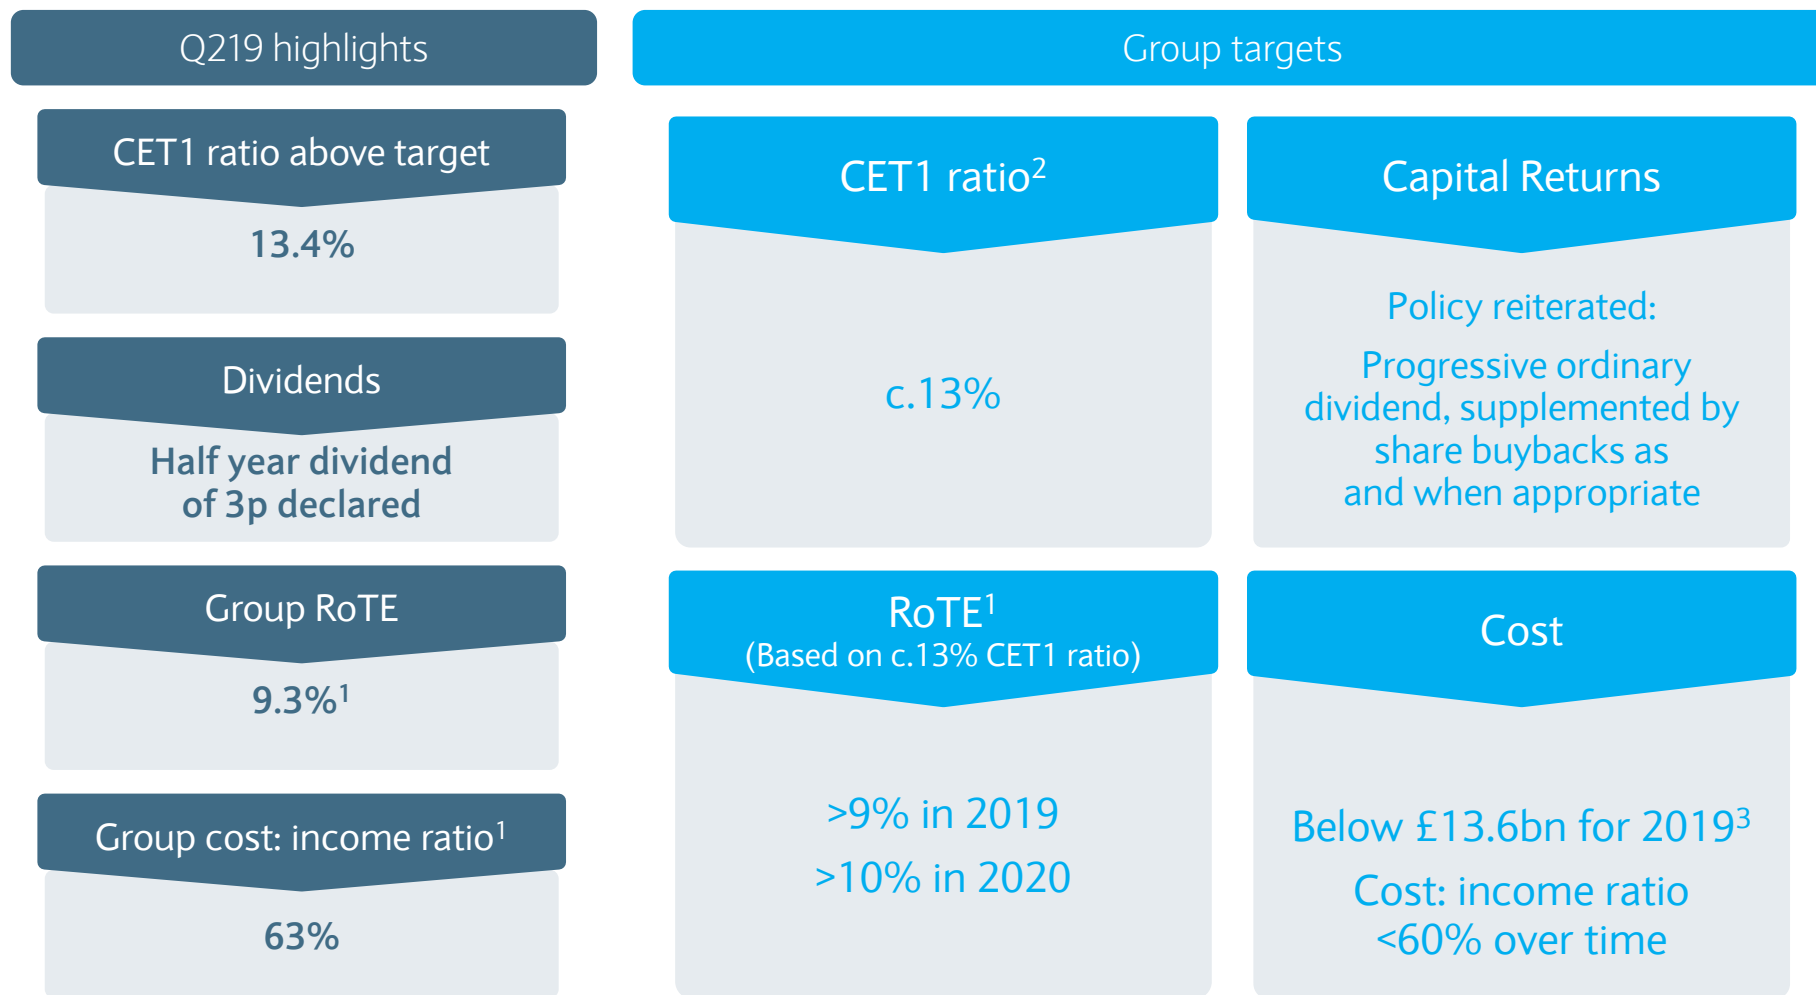 Q219 highlights
CET1 ratio above target
13.4%
Dividends
Half year dividend
of 3p declared
Group RoTE
9.3%¹
Group cost: income ratio¹
63%
Group targets
CET1 ratio²
c.13%
Capital Returns
Policy reiterated:
Progressive ordinary
dividend, supplemented by
share buybacks as
and when appropriate
RoTE¹
(Based on c.13% CET1 ratio)
>9% in 2019
>10% in 2020
Cost
Below £13.6bn for 2019³
Cost: income ratio
<60% over time